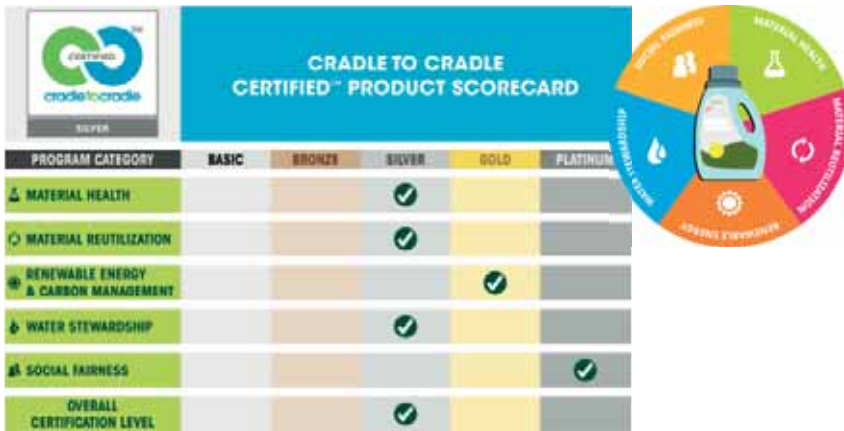 CERTIFIED
TM
cradletocradle
SILVER
CRADLE TO CRADLE
CERTIFIED™ PRODUCT SCORECARD
PROGRAM CATEGORY BASIC BRONZE SILVER GOLD PLATINUM
MATERIAL HEALTH
MATERIAL REUTILIZATION
RENEWABLE ENERGY
& CARBON MANAGEMENT
WATER STEWARDSHIP
SOCIAL FAIRNESS
OVERALL
CERTIFICATION LEVEL
SOCIAL FAIRNESS
MATERIAL HEALTH
MATERIAL REUTILIZATION
RENEWABLE ENERGY
WATER STEWARDSHIP